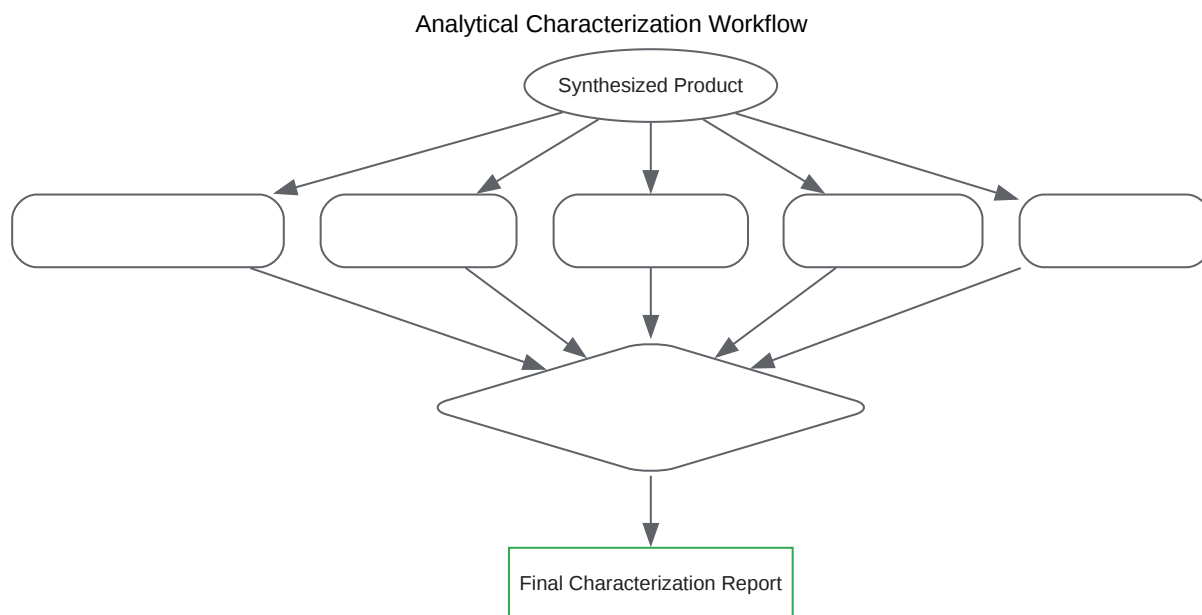 Analytical Characterization Workflow
Synthesized Product
Final Characterization Report